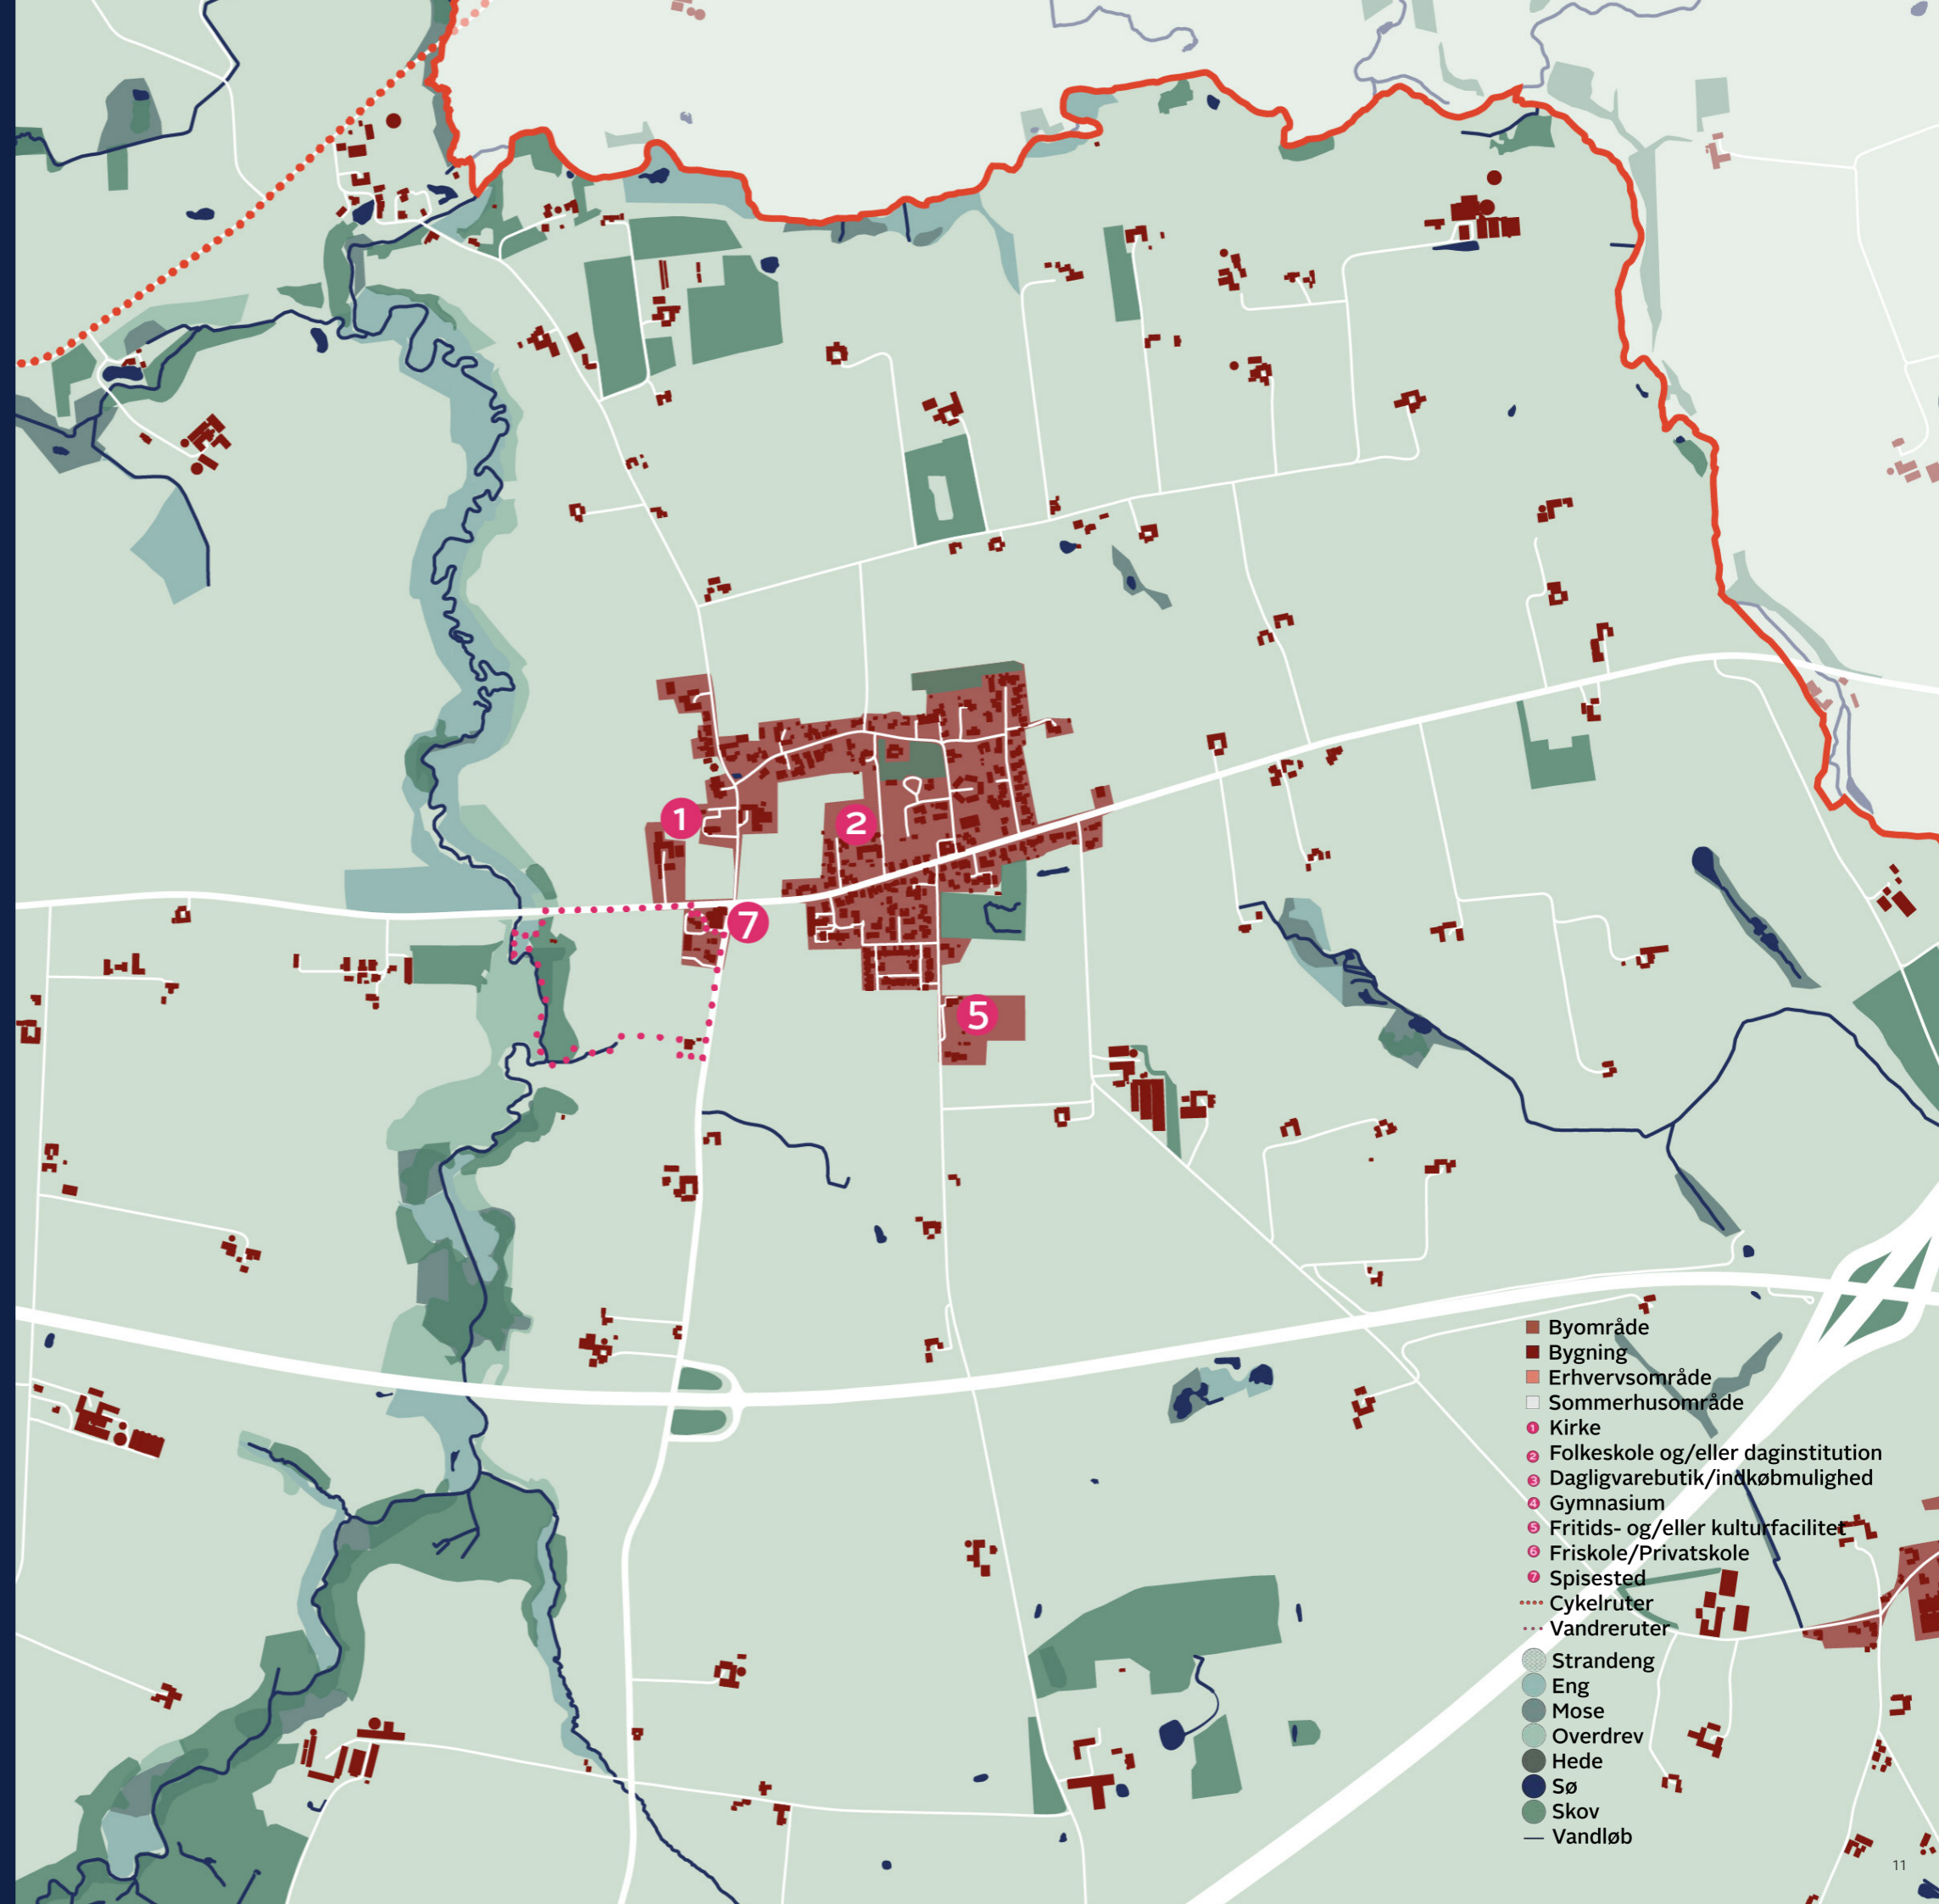 1
2
7
5
Byområde
Bygning
Erhvervsområde
Sommerhusområde
1 Kirke
2 Folkeskole og/eller daginstitution
3 Dagligvarebutik/indkøbmulighed
4 Gymnasium
5 Fritids- og/eller kulturfacilitet
6 Friskole/Privatskole
7 Spisested
Cykelruter
Vandreruter
Strandeng
Eng
Mose
Overdrev
Hede
Sø
Skov
Vandløb
11